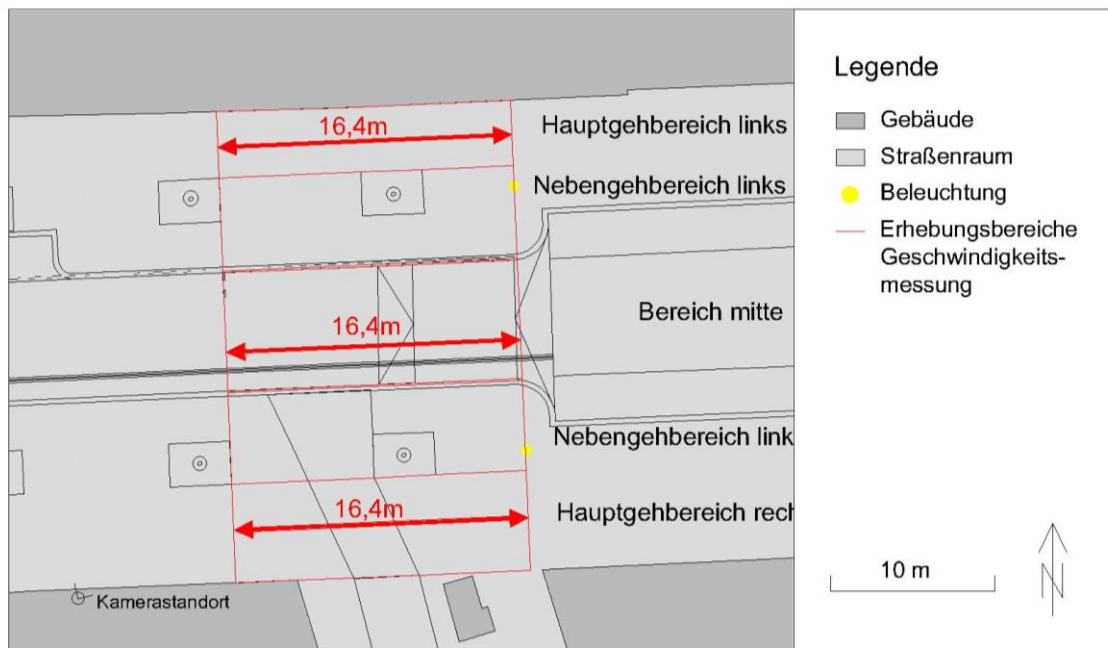 16,4m
Hauptgehbereich links
Nebengehbereich links
Bereich mitte
16,4m
Nebengehbereich link
16,4m
Hauptgehbereich rech
Kamerastandort
Legende
Gebäude
Straßenraum
Beleuchtung
Erhebungsbereiche
Geschwindigkeits-
messung
10 m
N